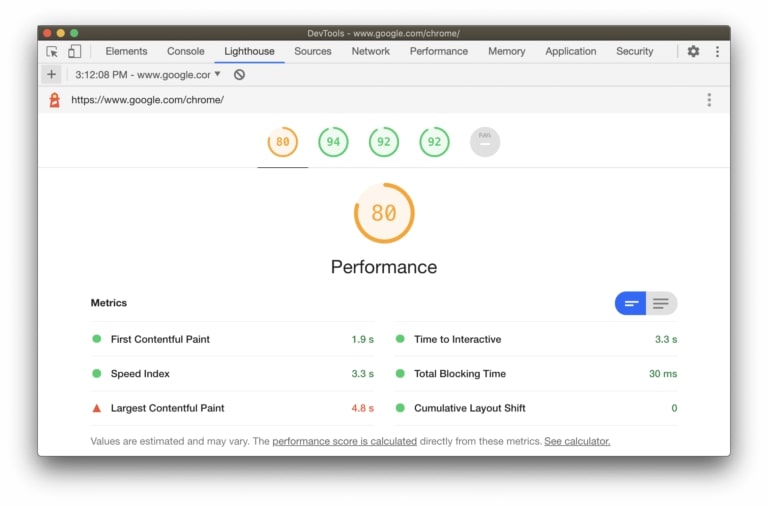 DevTools - www.google.com/chrome/
Elements Console Lighthouse Sources Network Performance Memory Application Security
3:12:08 PM - www.google.cor
https://www.google.com/chrome/
80 94 92 92 PWA
80
Performance
Metrics
First Contentful Paint 1.9 s Time to Interactive 3.3 s
Speed Index 3.3 s Total Blocking Time 30 ms
Largest Contentful Paint 4.8 s Cumulative Layout Shift 0
Values are estimated and may vary. The performance score is calculated directly from these metrics. See calculator.